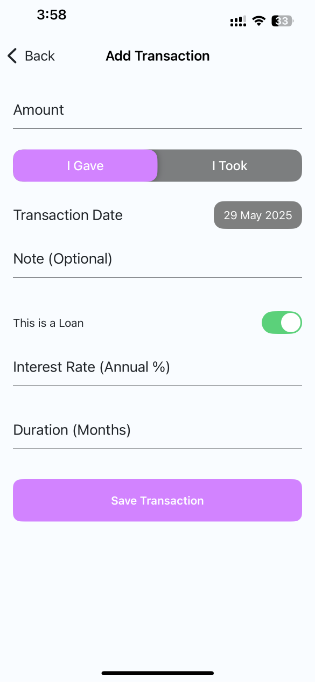 3:58
33
Back
Add Transaction
Amount
I Gave
I Took
Transaction Date
29 May 2025
Note (Optional)
This is a Loan
Interest Rate (Annual %)
Duration (Months)
Save Transaction